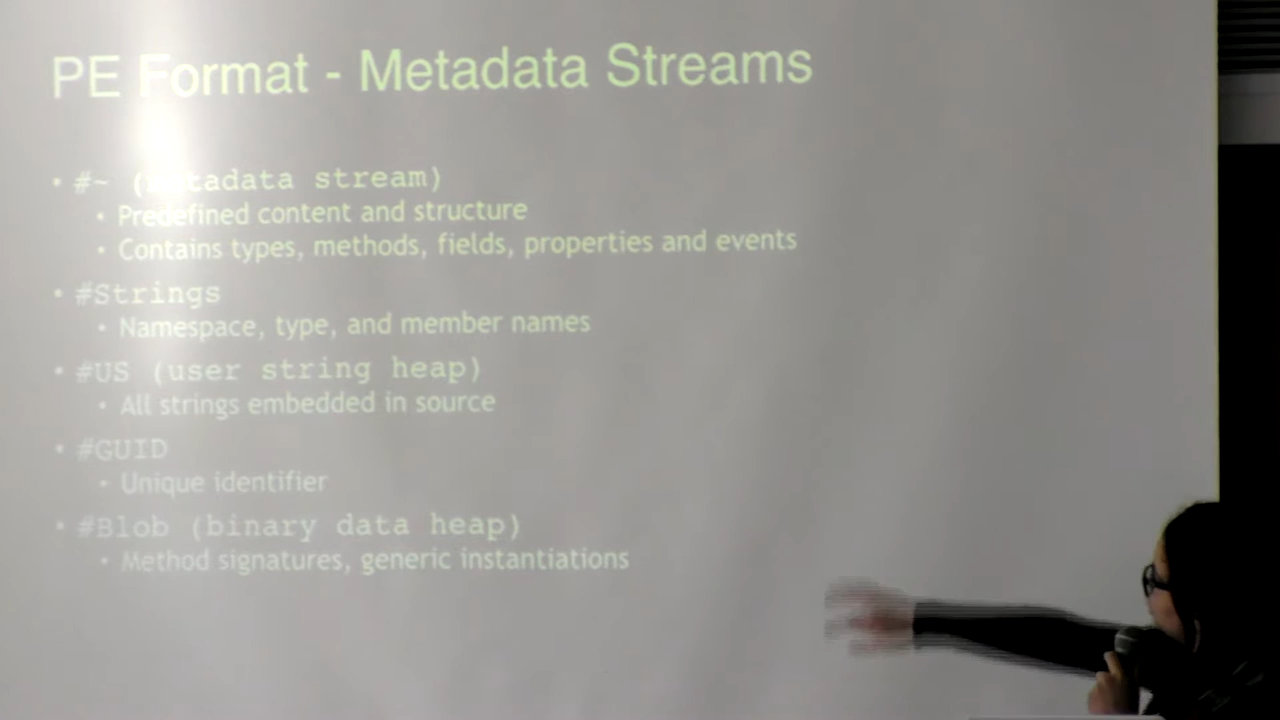 PE Format - Metadata Streams
• #~ (metadata stream)
• Predefined content and structure
• Contains types, methods, fields, properties and events
• #Strings
• Namespace, type, and member names
• #US (user string heap)
• All strings embedded in source
• #GUID
• Unique identifier
• #Blob (binary data heap)
• Method signatures, generic instantiations